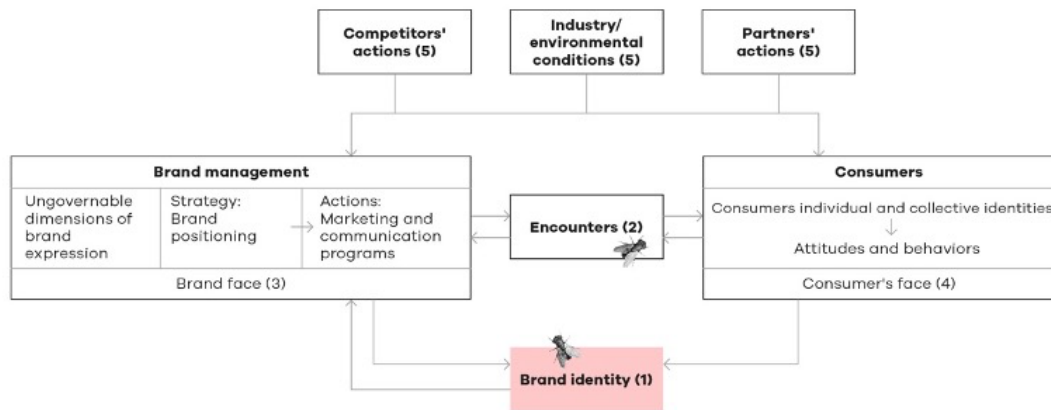 Competitors'
actions (5)
Industry/
environmental
conditions (5)
Partners'
actions (5)
Brand management
Ungovernable
dimensions of
brand
expression
Strategy:
Brand
positioning
Actions:
Marketing and
communication
programs
Brand face (3)
Encounters (2)
Consumers
Consumers individual and collective identities
Attitudes and behaviors
Consumer's face (4)
Brand identity (1)